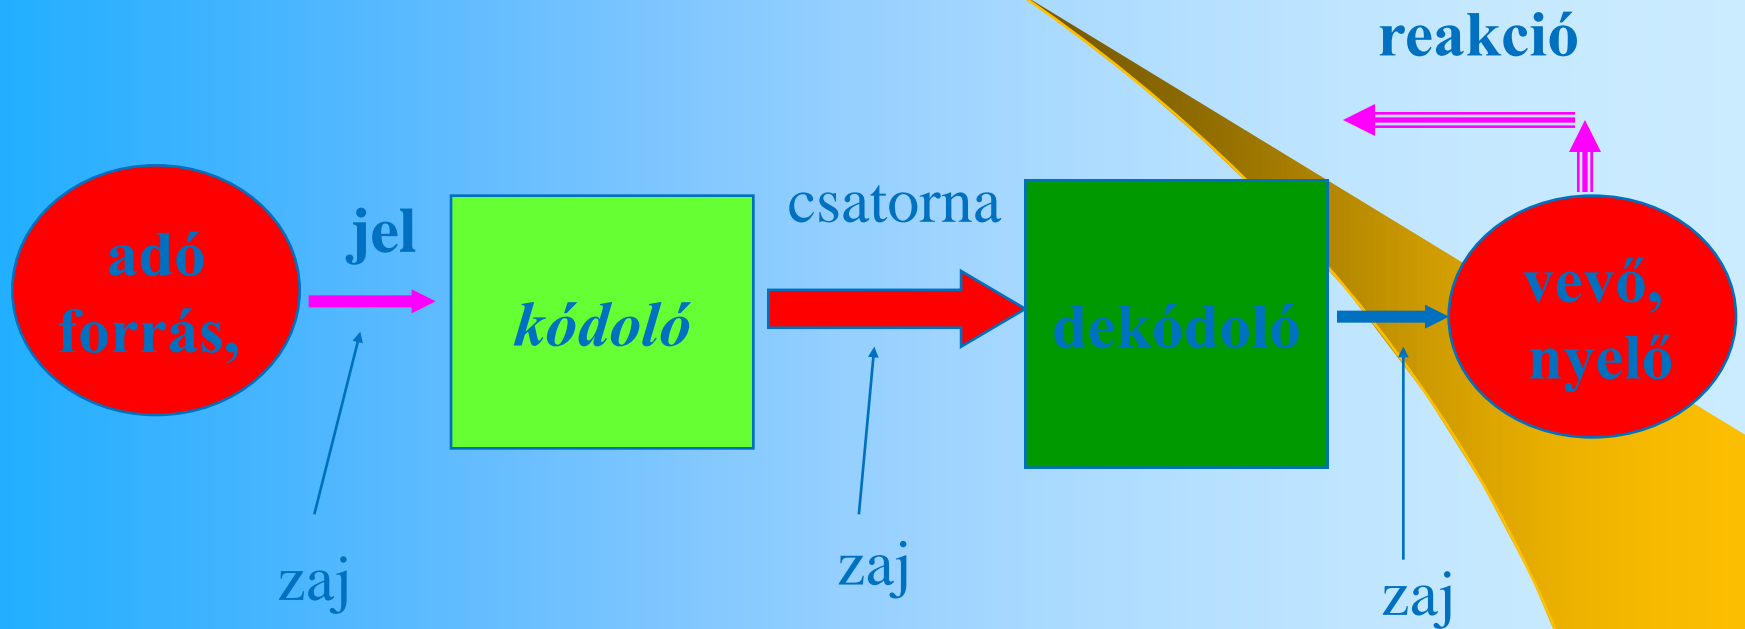 reakció
adó
forrás,
jel
kódoló
csatorna
dekódoló
vevő,
nyelő
zaj
zaj
zaj